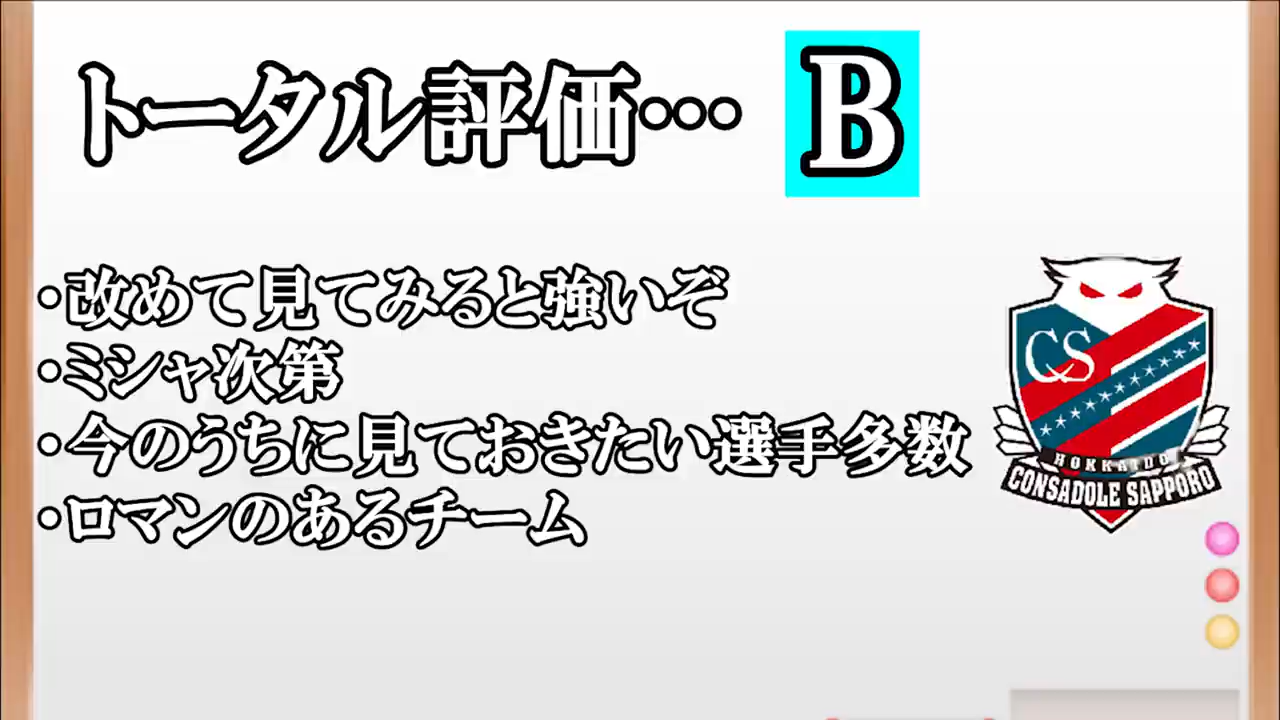 トータル評価… B
・改めて見てみると強いぞ
・ミシャ次第
・今のうちに見ておきたい選手多数
・ロマンのあるチーム
CS
HOKKAIDO
CONSADOLE SAPPORO